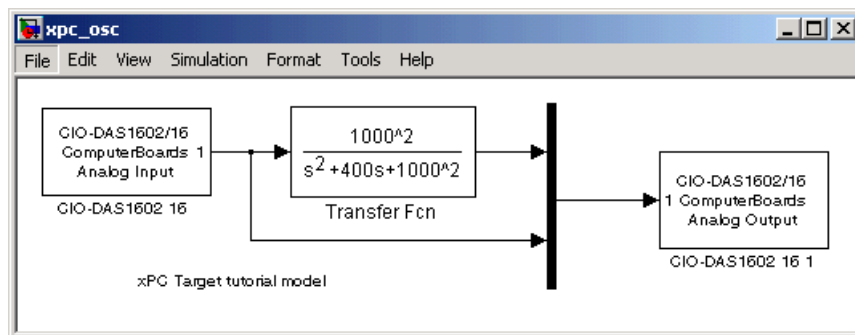 xpc_osc
File Edit View Simulation Format Tools Help
CIO-DAS1602/16
ComputerBoards 1
Analog Input
CIO-DAS1602 16
1000^2
s2+400s+1000^2
Transfer Fcn
CIO-DAS1602/16
1 ComputerBoards
Analog Output
CIO-DAS1602 16 1
xPC Target tutorial model